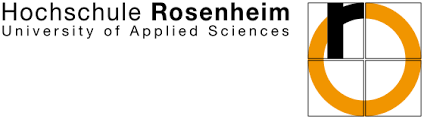 Hochschule Rosenheim
University of Applied Sciences
r